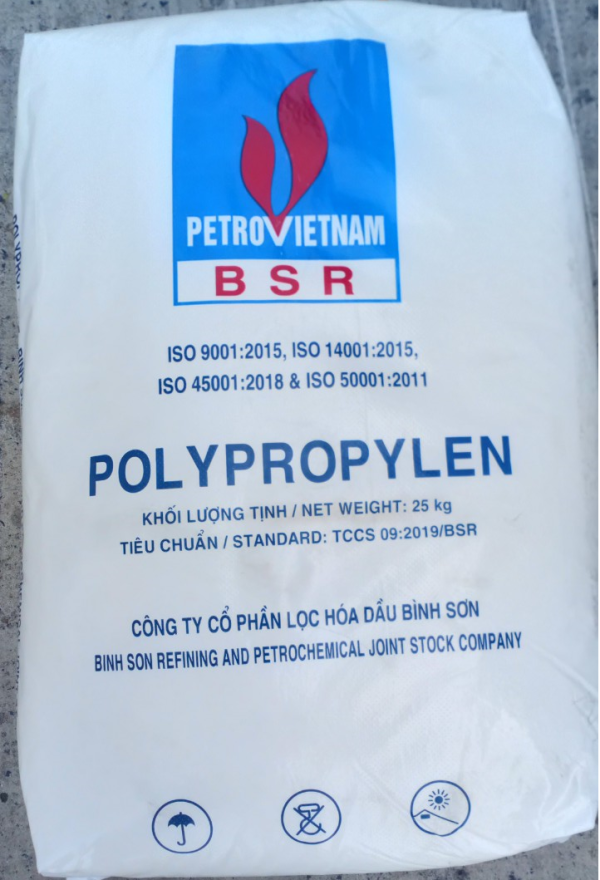 PETROVIETNAM
BSR
ISO 9001:2015, ISO 14001:2015,
ISO 45001:2018 & ISO 50001:2011
POLYPROPYLEN
KHỐI LƯỢNG TỊNH / NET WEIGHT: 25 kg
TIÊU CHUẨN / STANDARD: TCCS 09:2019/BSR
CÔNG TY CỔ PHẦN LỌC HÓA DẦU BÌNH SƠN
BINH SON REFINING AND PETROCHEMICAL JOINT STOCK COMPANY